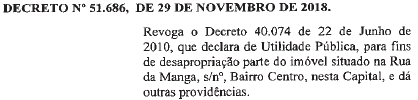 DECRETO Nº 51.686, DE 29 DE NOVEMBRO DE 2018.
Revoga o Decreto 40.074 de 22 de Junho de
2010, que declara de Utilidade Pública, para fins
de desapropriação parte do imóvel situado na Rua
da Manga, s/nº, Bairro Centro, nesta Capital, e dá
outras providências.